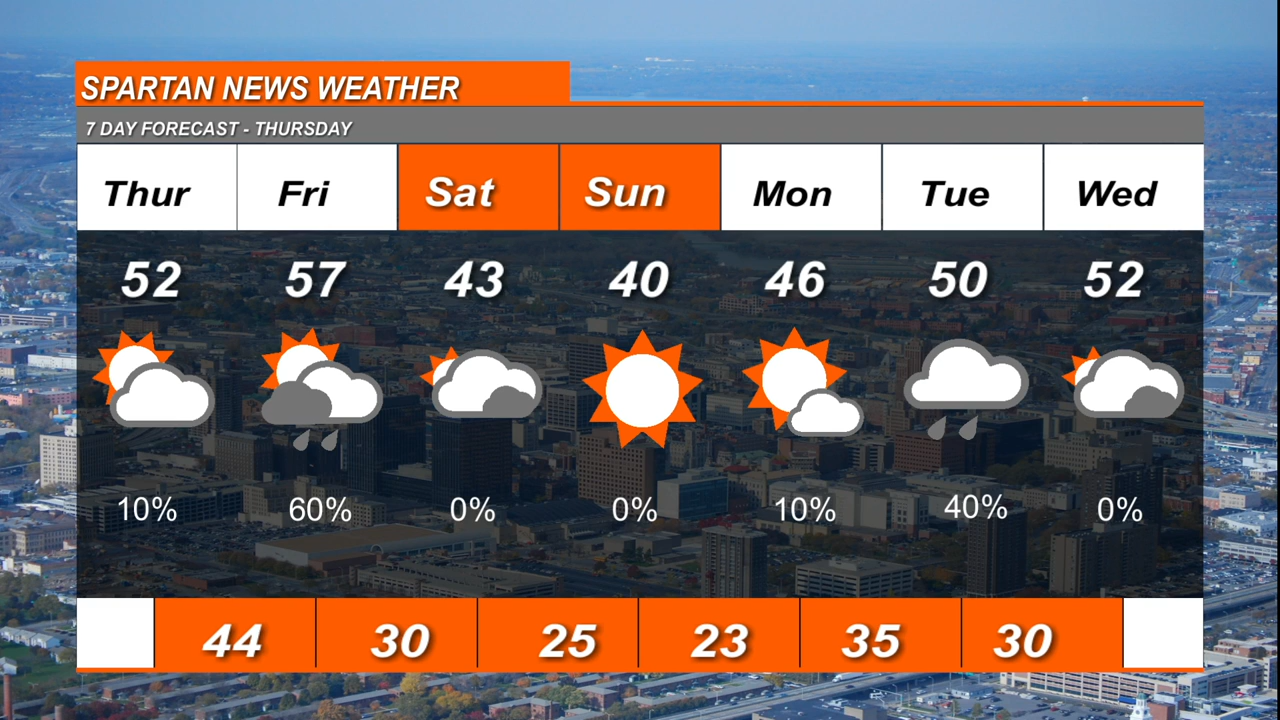 SPARTAN NEWS WEATHER
7 DAY FORECAST - THURSDAY
Thur Fri Sat Sun Mon Tue Wed
52 57 43 40 46 50 52
10% 60% 0% 0% 10% 40% 0%
44 30 25 23 35 30